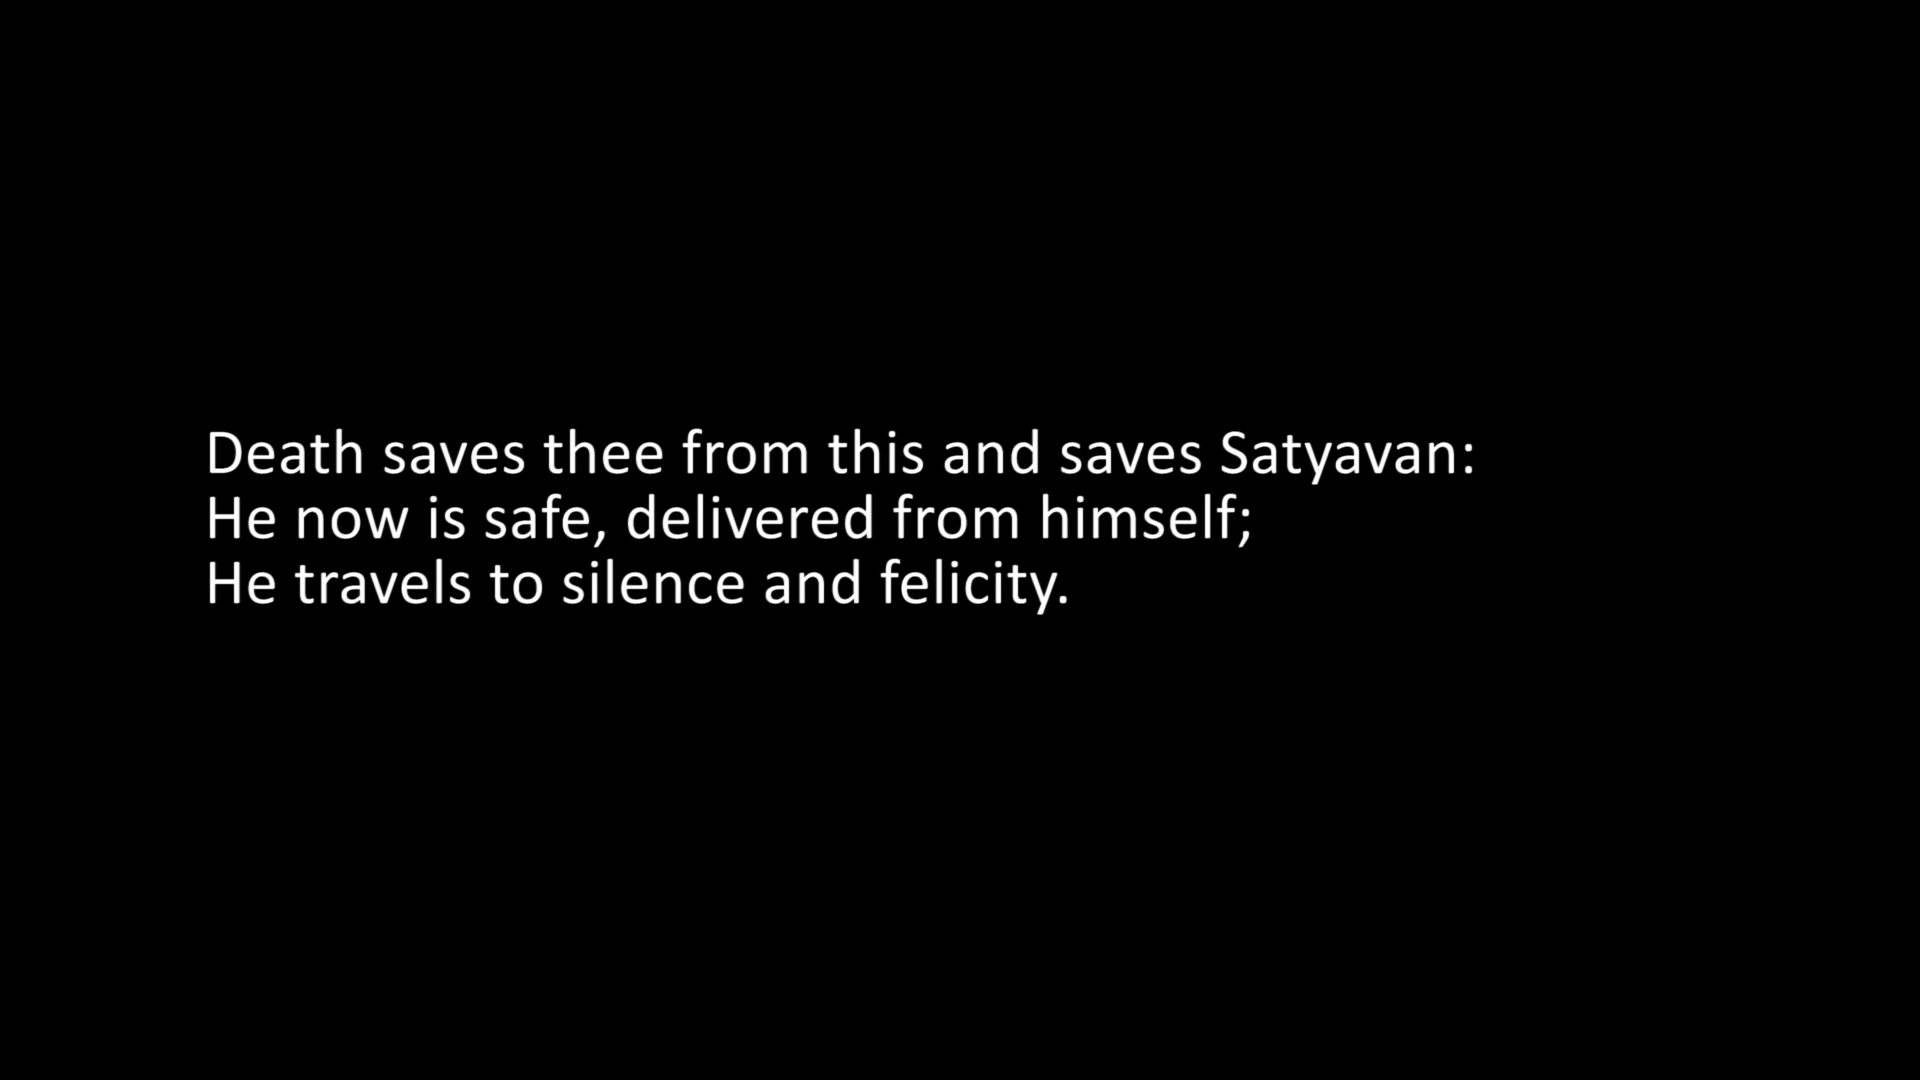 Death saves thee from this and saves Satyavan:
He now is safe, delivered from himself;
He travels to silence and felicity.